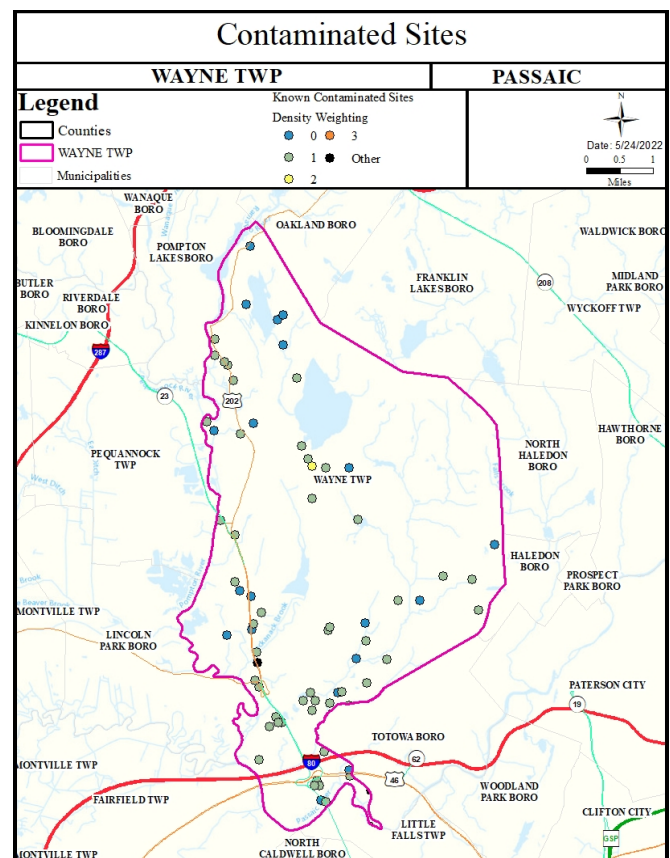 Contaminated Sites
WAYNE TWP
PASSAIC
Legend
Counties
WAYNE TWP
Municipalities
Known Contaminated Sites
Density Weighting
0
3
1
Other
2
N
Date: 5/24/2022
0 0.5 1
Miles
WANAQUE
BORO
OAKLAND BORO
BLOOMINGDALE
BORO
POMPTON
LAKES BORO
WALDWICK BORO
FRANKLIN
LAKES BORO
MIDLAND
PARK BORO
208
BUTLER
BORO
RIVERDALE
BORO
WYCKOFF TWP
KINNELON BORO
287
23
202
HAWTHORNE
BORO
NORTH
HALEDON
BORO
PEQUANNOCK
TWP
West Ditch
WAYNE TWP
HALEDON
BORO
PROSPECT
PARK BORO
Pompton River
Brook
MONTVILLE TWP
LINCOLN
PARK BORO
PATERSON CITY
19
TOTOWA BORO
62
80
MONTVILLE TWP
46
WOODLAND
PARK BORO
FAIRFIELD TWP
CLIFTON CITY
LITTLE
FALLS TWP
GSP
NORTH
CALDWELL BORO
MONTVILLE TWP